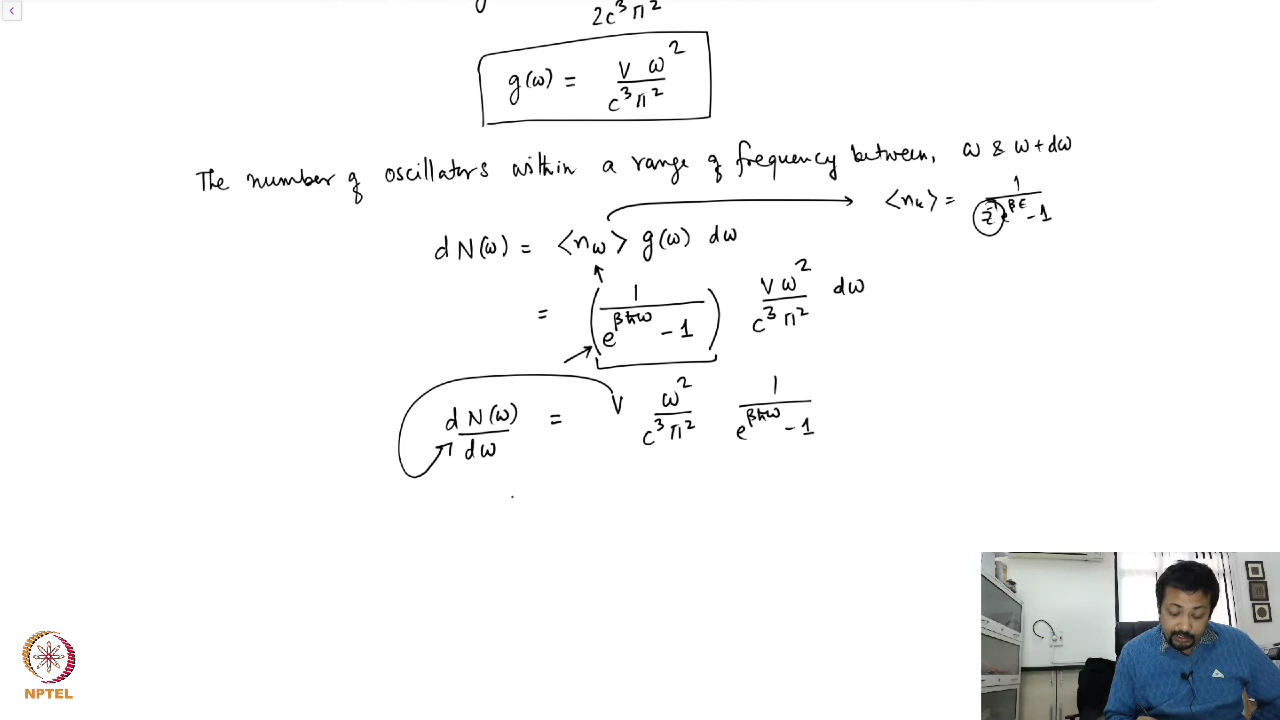 2c³π²
g(ω) = Vω² / c³π²
The number of oscillators within a range of frequency between, ω & ω+dω
<nₖ> = 1 / (z⁻¹e^βϵ - 1)
dN(ω) = <n_ω> g(ω) dω
= (1 / (e^βħω - 1)) Vω² / c³π² dω
dN(ω)/dω = V ω² / c³π² 1 / (e^βħω - 1)
NPTEL